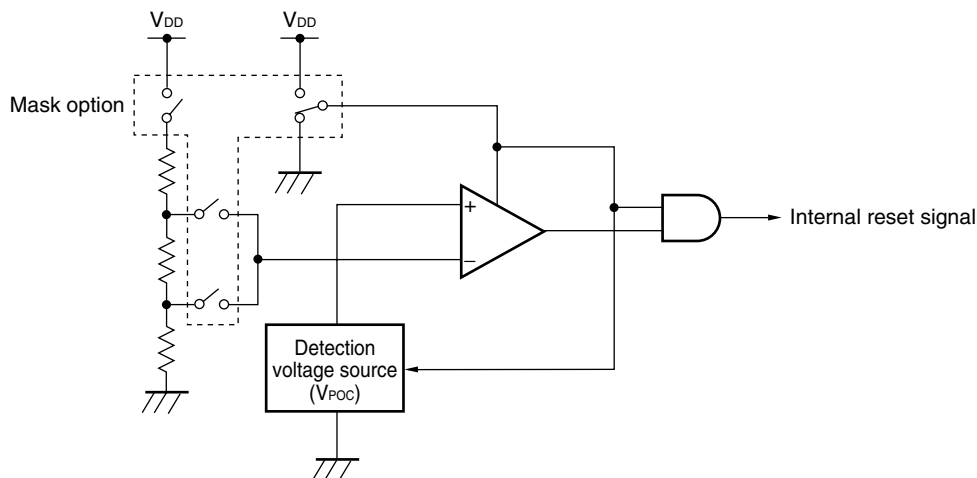 VDD
VDD
Mask option
+
−
Internal reset signal
Detection
voltage source
(VPOC)